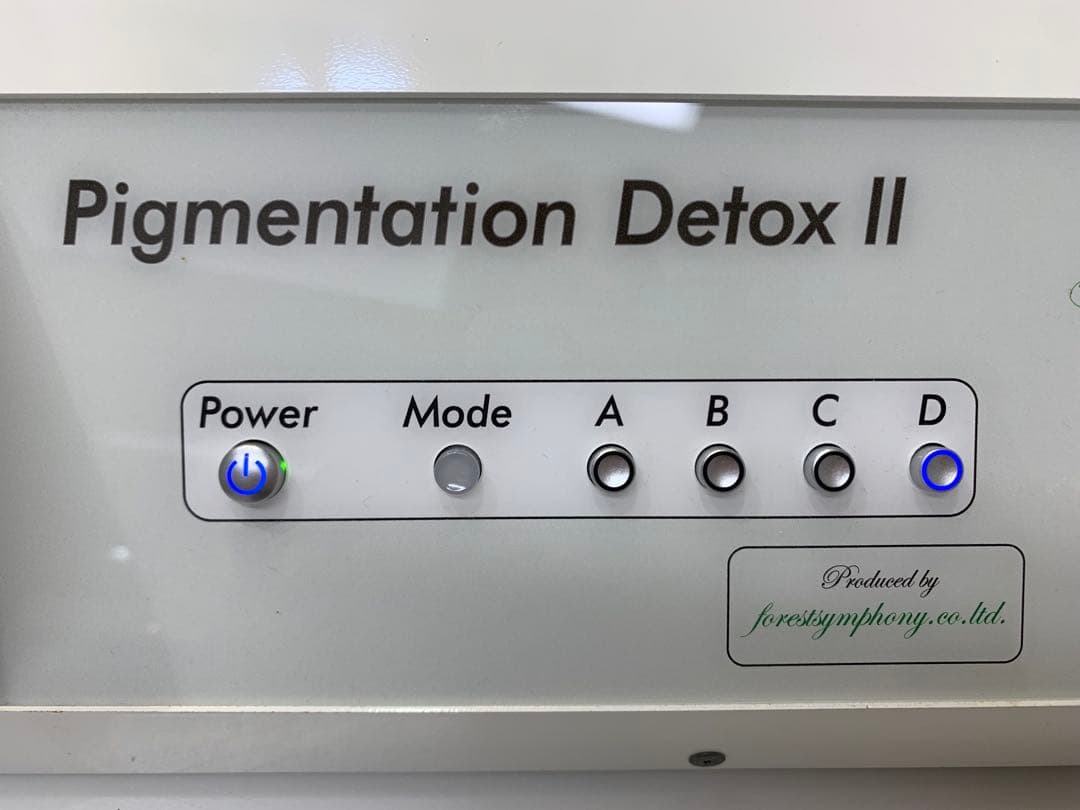 Pigmentation Detox II
Power Mode A B C D
Produced by
forestsymphony.co.ltd.